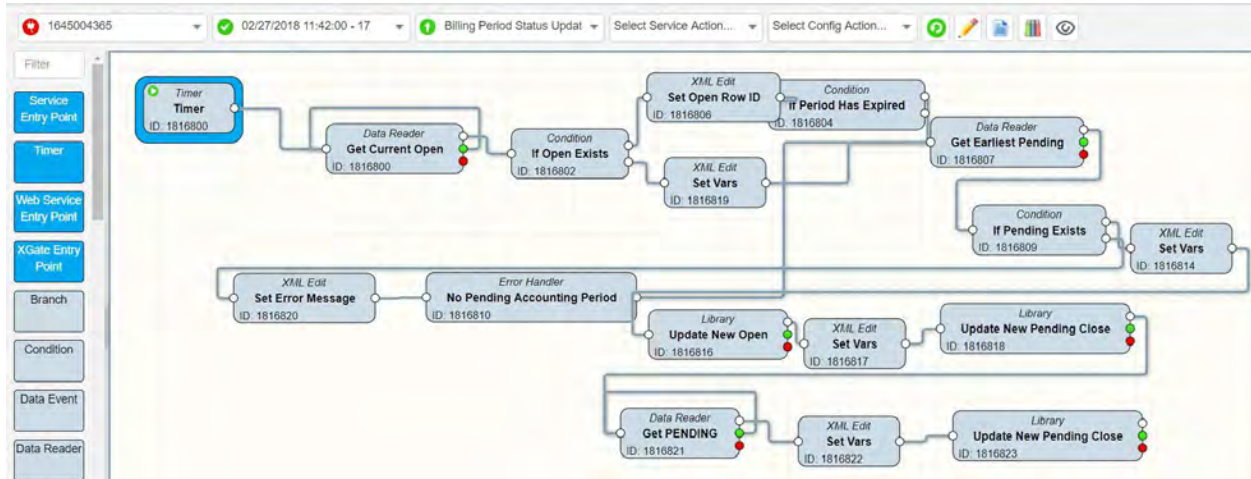 1645004365
02/27/2018 11:42:00 - 17
Billing Period Status Updat
Select Service Action...
Select Config Action...
Filter
Service
Entry Point
Timer
Web Service
Entry Point
XGate Entry
Point
Branch
Condition
Data Event
Data Reader
Timer
Timer
ID: 1816800
Data Reader
Get Current Open
ID: 1816800
Condition
If Open Exists
ID: 1816802
XML Edit
Set Open Row ID
ID: 1816806
Condition
If Period Has Expired
ID: 1816804
XML Edit
Set Vars
ID: 1816819
Data Reader
Get Earliest Pending
ID: 1816807
Condition
If Pending Exists
ID: 1816809
XML Edit
Set Vars
ID: 1816814
XML Edit
Set Error Message
ID: 1816820
Error Handler
No Pending Accounting Period
ID: 1816810
Library
Update New Open
ID: 1816816
XML Edit
Set Vars
ID: 1816817
Library
Update New Pending Close
ID: 1816818
Data Reader
Get PENDING
ID: 1816821
XML Edit
Set Vars
ID: 1816822
Library
Update New Pending Close
ID: 1816823